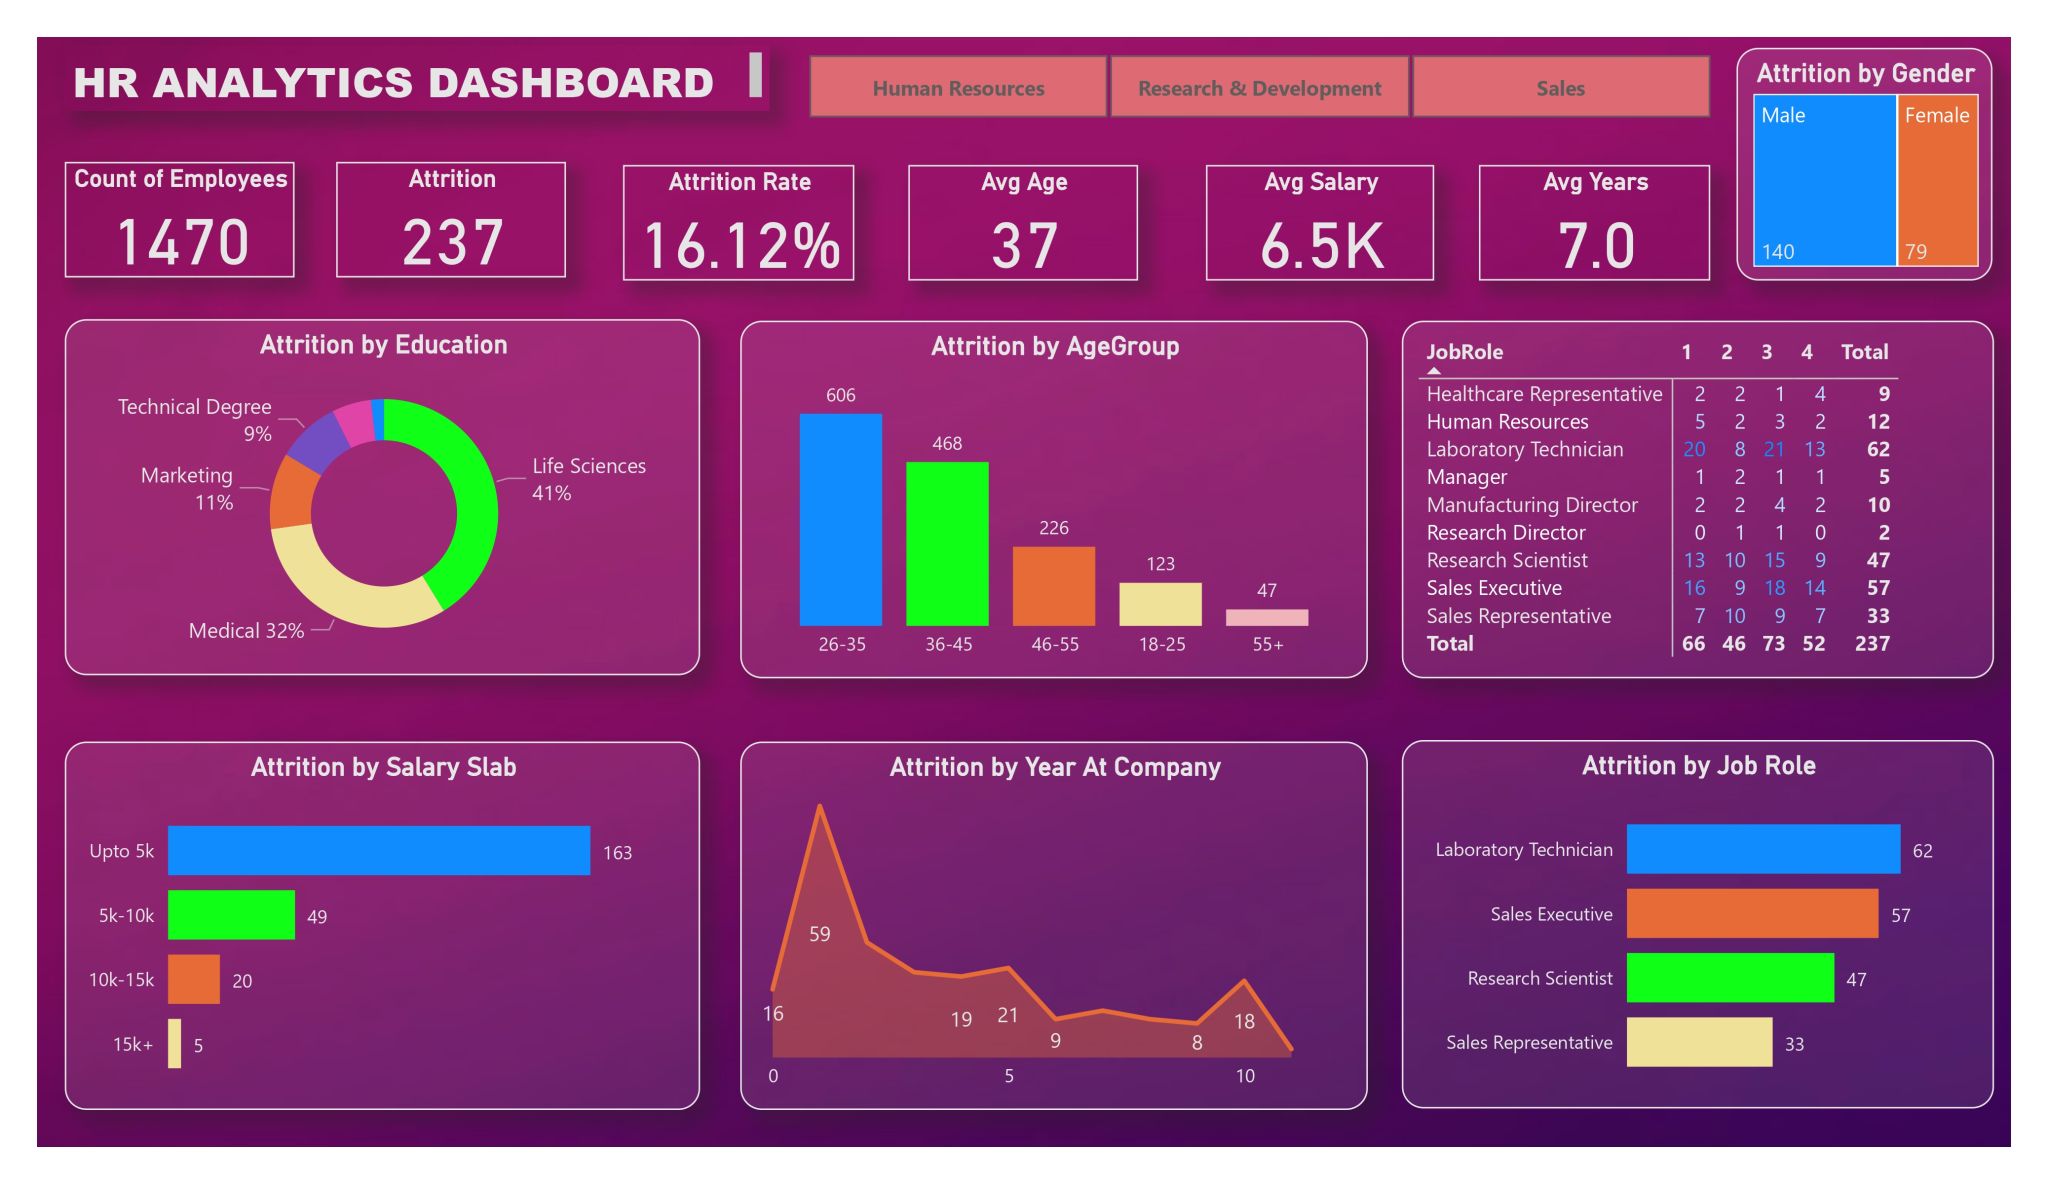 HR ANALYTICS DASHBOARD
Human Resources
Research & Development
Sales
Attrition by Gender
Male
Female
140
79
Count of Employees
1470
Attrition
237
Attrition Rate
16.12%
Avg Age
37
Avg Salary
6.5K
Avg Years
7.0
Attrition by Education
Technical Degree
9%
Marketing
11%
Life Sciences
41%
Medical 32%
Attrition by AgeGroup
606
468
226
123
47
26-35
36-45
46-55
18-25
55+
JobRole 1 2 3 4 Total
Healthcare Representative 2 2 1 4 9
Human Resources 5 2 3 2 12
Laboratory Technician 20 8 21 13 62
Manager 1 2 1 1 5
Manufacturing Director 2 2 4 2 10
Research Director 0 1 1 0 2
Research Scientist 13 10 15 9 47
Sales Executive 16 9 18 14 57
Sales Representative 7 10 9 7 33
Total 66 46 73 52 237
Attrition by Salary Slab
Upto 5k 163
5k-10k 49
10k-15k 20
15k+ 5
Attrition by Year At Company
59
16
19
21
9
8
18
0
5
10
Attrition by Job Role
Laboratory Technician 62
Sales Executive 57
Research Scientist 47
Sales Representative 33